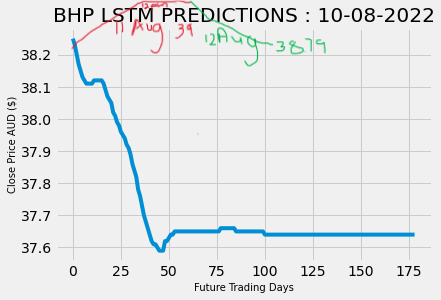 BHP LSTM PREDICTIONS : 10-08-2022
11 Aug 39
12 Aug 38.79
38.2
38.1
38.0
37.9
37.8
37.7
37.6
Close Price AUD ($)
0 25 50 75 100 125 150 175
Future Trading Days